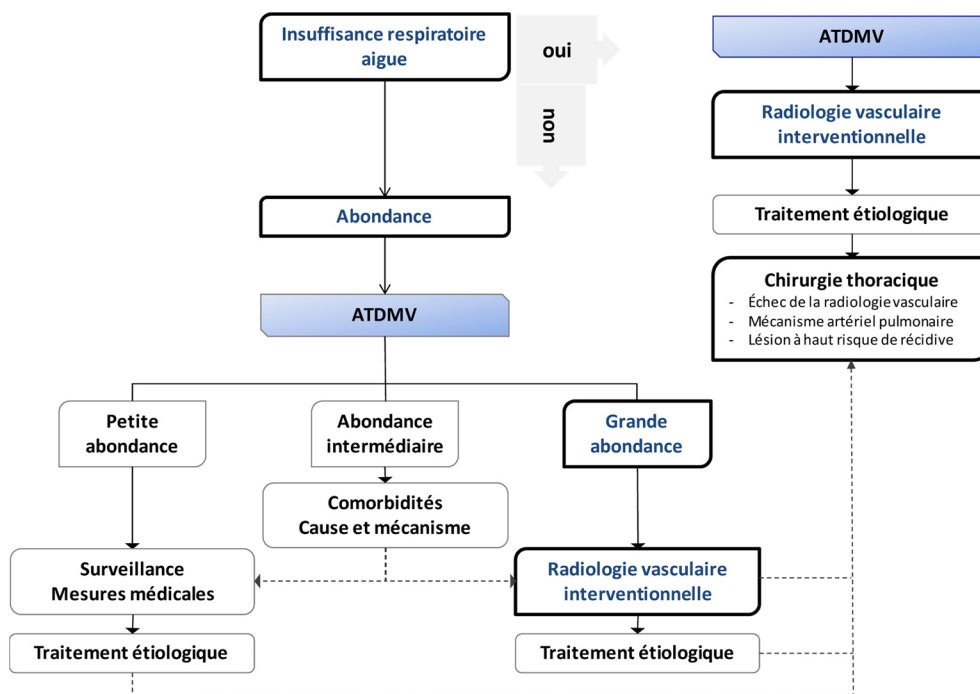 Insuffisance respiratoire
aigue
oui
non
Abondance
ATDMV
Petite
abondance
Abondance
intermédiaire
Grande
abondance
Comorbidités
Cause et mécanisme
Surveillance
Mesures médicales
Radiologie vasculaire
interventionnelle
Traitement étiologique
Traitement étiologique
ATDMV
Radiologie vasculaire
interventionnelle
Traitement étiologique
Chirurgie thoracique
- Échec de la radiologie vasculaire
- Mécanisme artériel pulmonaire
- Lésion à haut risque de récidive